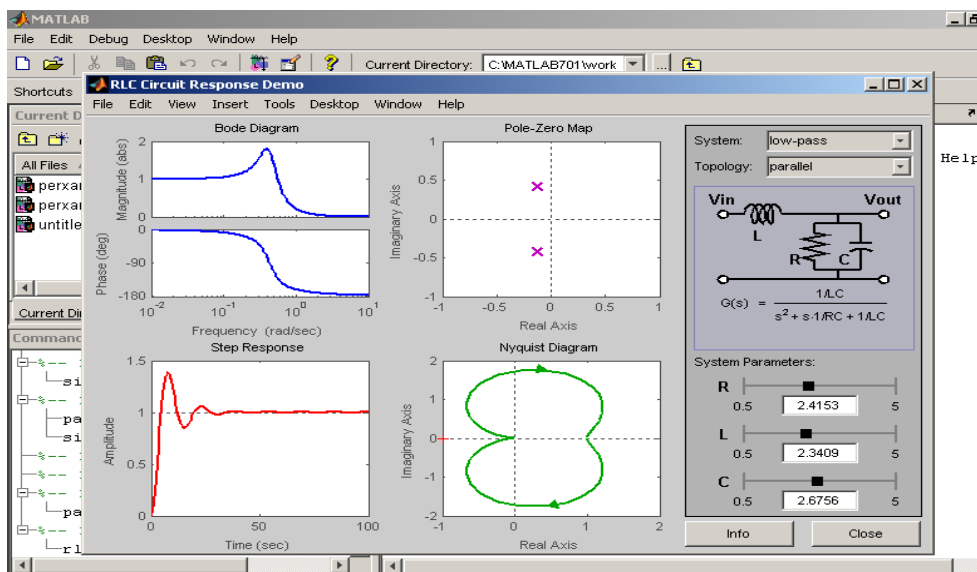 MATLAB
File Edit Debug Desktop Window Help
Current Directory: C:\MATLAB701\work ...
Shortcuts
Current D
All Files
perxar
perxar
untitle
Current Dir
Comman
%--
si
%--
pa
si
%--
%--
%--
pa
%--
rl
Help
RLC Circuit Response Demo
File Edit View Insert Tools Desktop Window Help
Bode Diagram
Magnitude (abs)
2
1
0
Phase (deg)
0
-90
-180
10^-2 10^-1 10^0 10^1
Frequency (rad/sec)
Pole-Zero Map
Imaginary Axis
1
0.5
0
-0.5
-1
-1 -0.5 0 0.5 1
Real Axis
Step Response
Amplitude
1.5
1
0.5
0
0 50 100
Time (sec)
Nyquist Diagram
Imaginary Axis
2
1
0
-1
-2
-1 0 1 2
Real Axis
System: low-pass
Topology: parallel
Vin Vout
L
R C
G(s) = 1/LC
s^2 + s·1/RC + 1/LC
System Parameters:
R
0.5 2.4153 5
L
0.5 2.3409 5
C
0.5 2.6756 5
Info Close